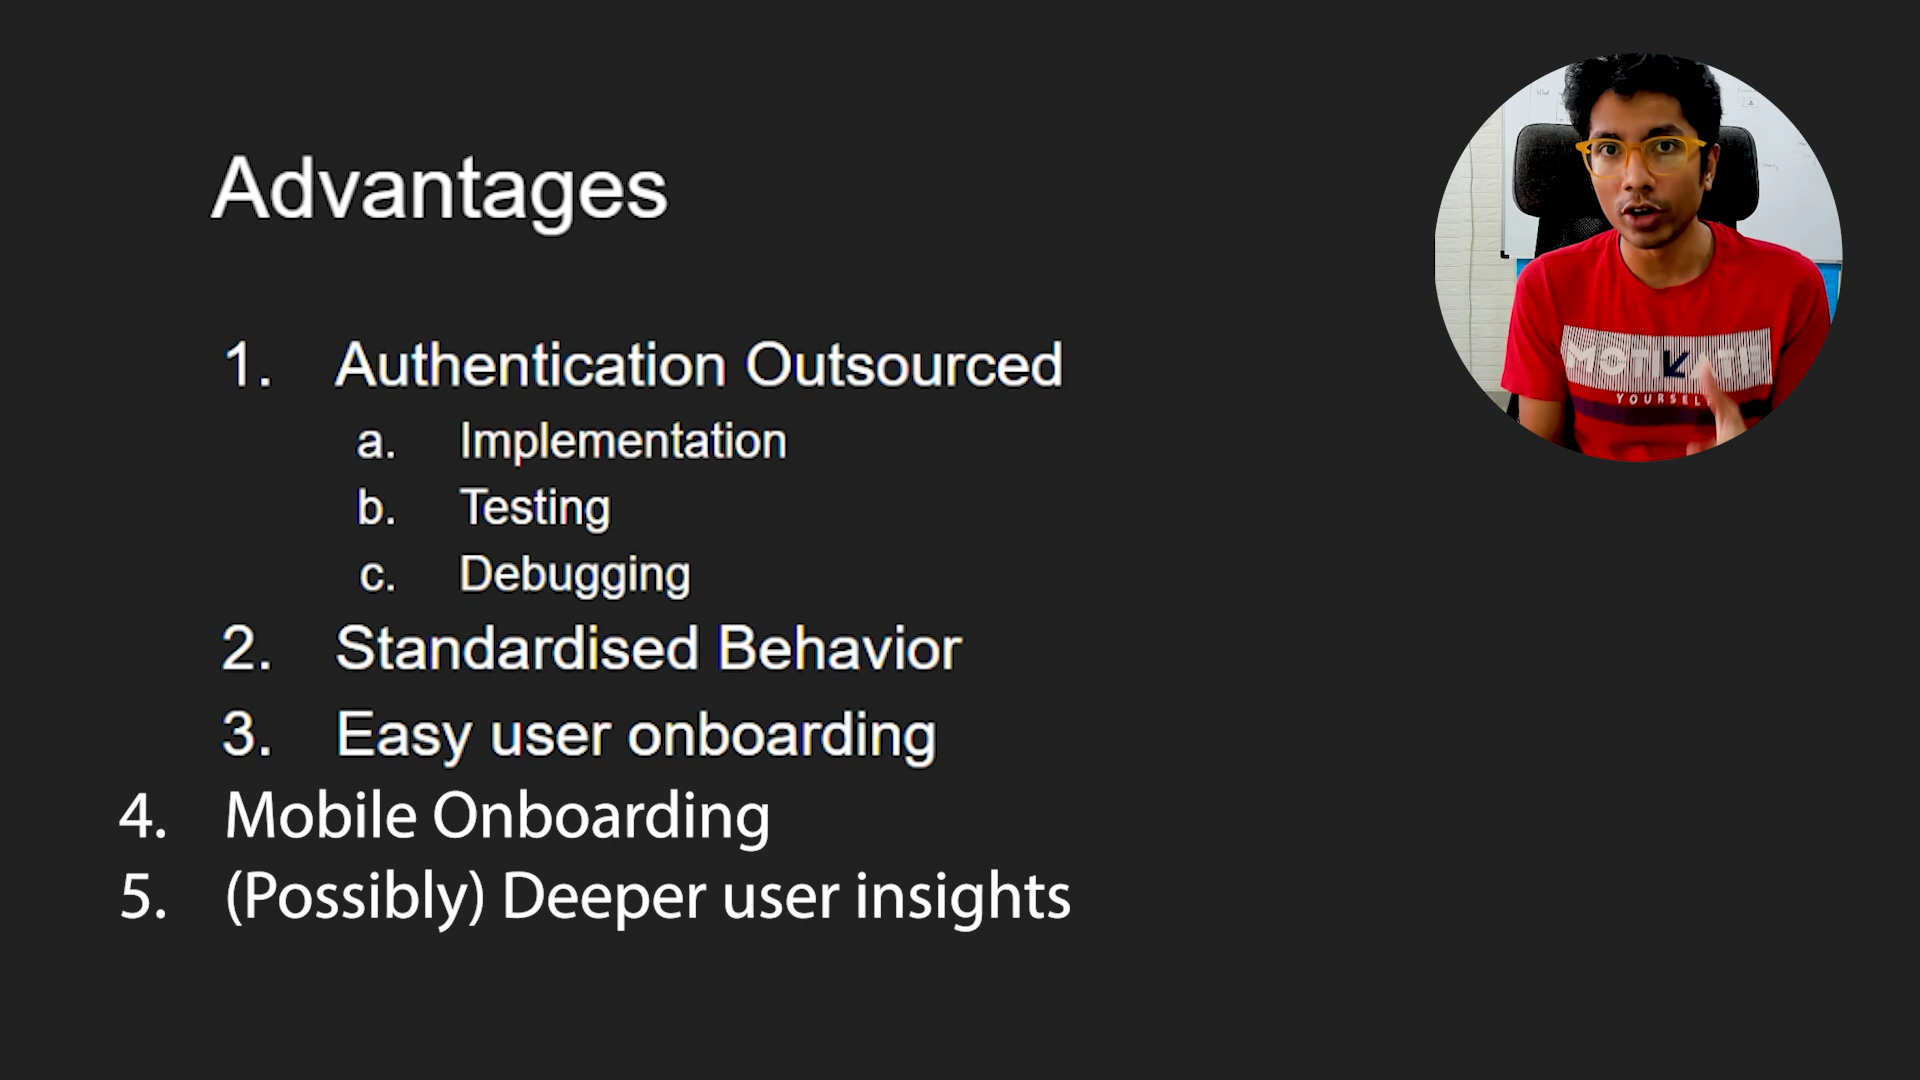 Advantages
1. Authentication Outsourced
a. Implementation
b. Testing
c. Debugging
2. Standardised Behavior
3. Easy user onboarding
4. Mobile Onboarding
5. (Possibly) Deeper user insights
YOURSELF